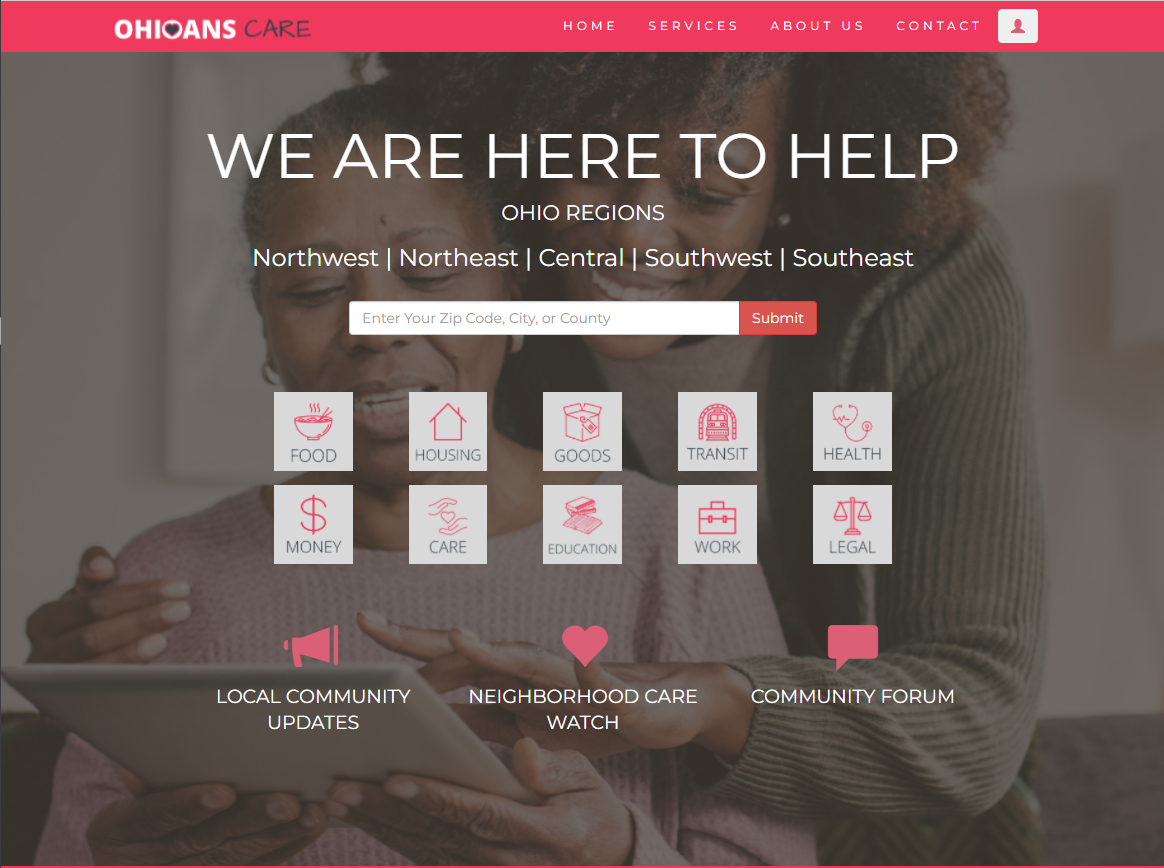 OHIOANS CARE
HOME SERVICES ABOUT US CONTACT
WE ARE HERE TO HELP
OHIO REGIONS
Northwest | Northeast | Central | Southwest | Southeast
Enter Your Zip Code, City, or County Submit
FOOD HOUSING GOODS TRANSIT HEALTH
MONEY CARE EDUCATION WORK LEGAL
LOCAL COMMUNITY
UPDATES
NEIGHBORHOOD CARE
WATCH
COMMUNITY FORUM